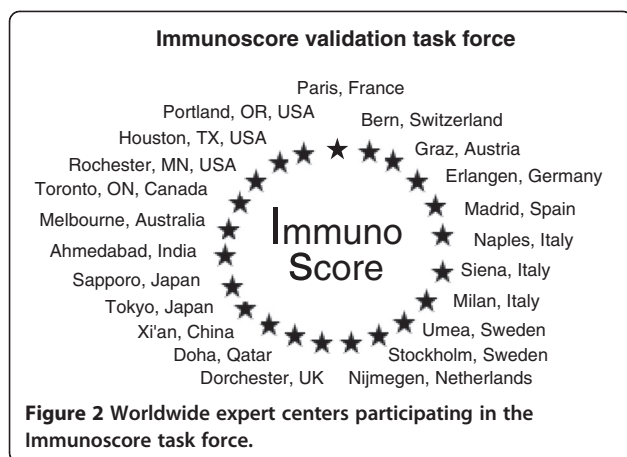 Immunoscore validation task force
Paris, France
Portland, OR, USA
Bern, Switzerland
Houston, TX, USA
Graz, Austria
Rochester, MN, USA
Erlangen, Germany
Toronto, ON, Canada
Madrid, Spain
Melbourne, Australia
Naples, Italy
Ahmedabad, India
Siena, Italy
Sapporo, Japan
Milan, Italy
Tokyo, Japan
Umea, Sweden
Xi'an, China
Stockholm, Sweden
Doha, Qatar
Nijmegen, Netherlands
Dorchester, UK
Immuno
Score
Figure 2 Worldwide expert centers participating in the
Immunoscore task force.